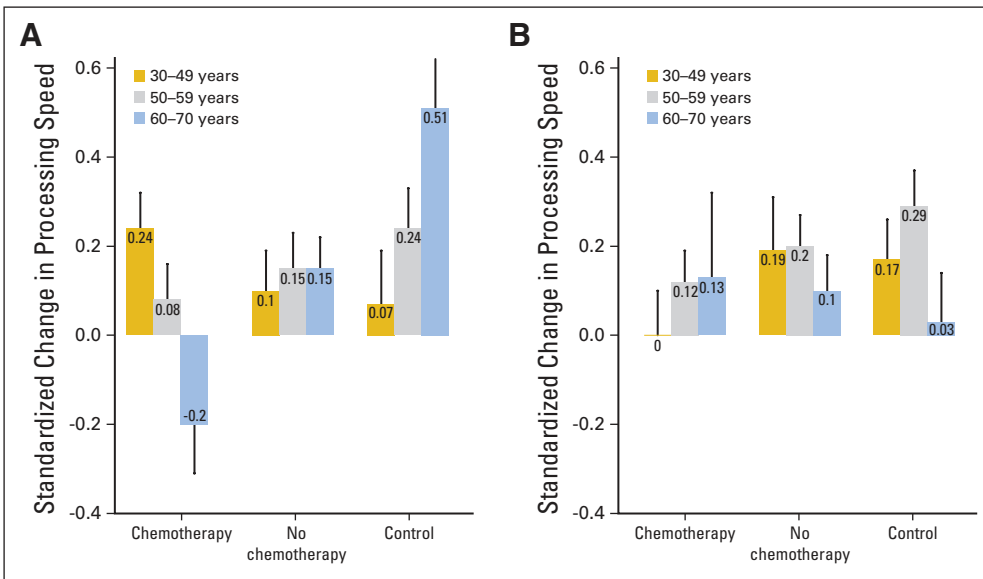 A
Standardized Change in Processing Speed
0.6
0.4
0.2
0.0
-0.2
-0.4
30–49 years
50–59 years
60–70 years
0.24
0.08
-0.2
0.1
0.15
0.15
0.07
0.24
0.51
Chemotherapy
No
chemotherapy
Control
B
Standardized Change in Processing Speed
0.6
0.4
0.2
0.0
-0.2
-0.4
30–49 years
50–59 years
60–70 years
0
0.12
0.13
0.19
0.2
0.1
0.17
0.29
0.03
Chemotherapy
No
chemotherapy
Control